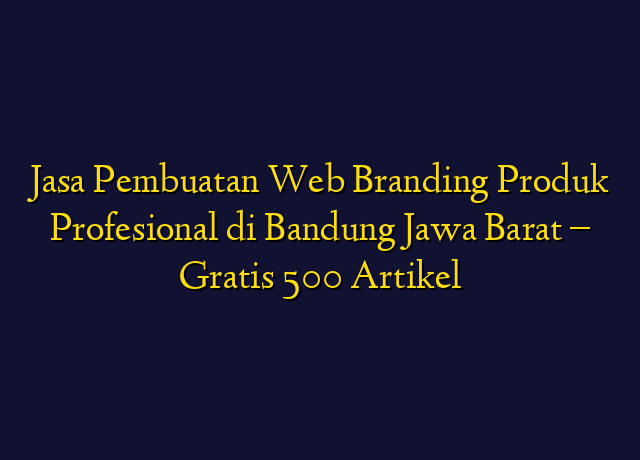 Jasa Pembuatan Web Branding Produk
Profesional di Bandung Jawa Barat –
Gratis 500 Artikel